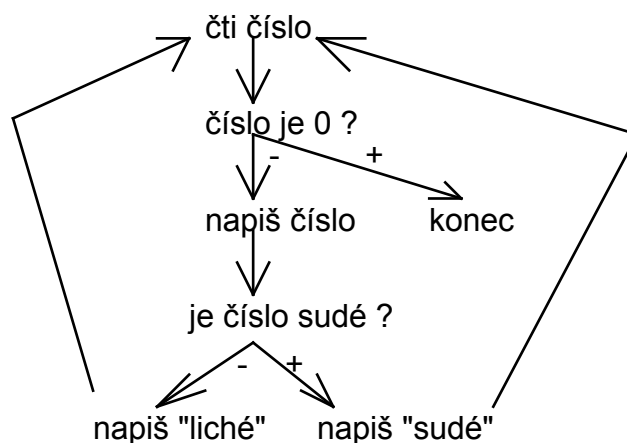 čti číslo
číslo je 0 ?
- +
napiš číslo konec
je číslo sudé ?
- +
napiš "liché" napiš "sudé"